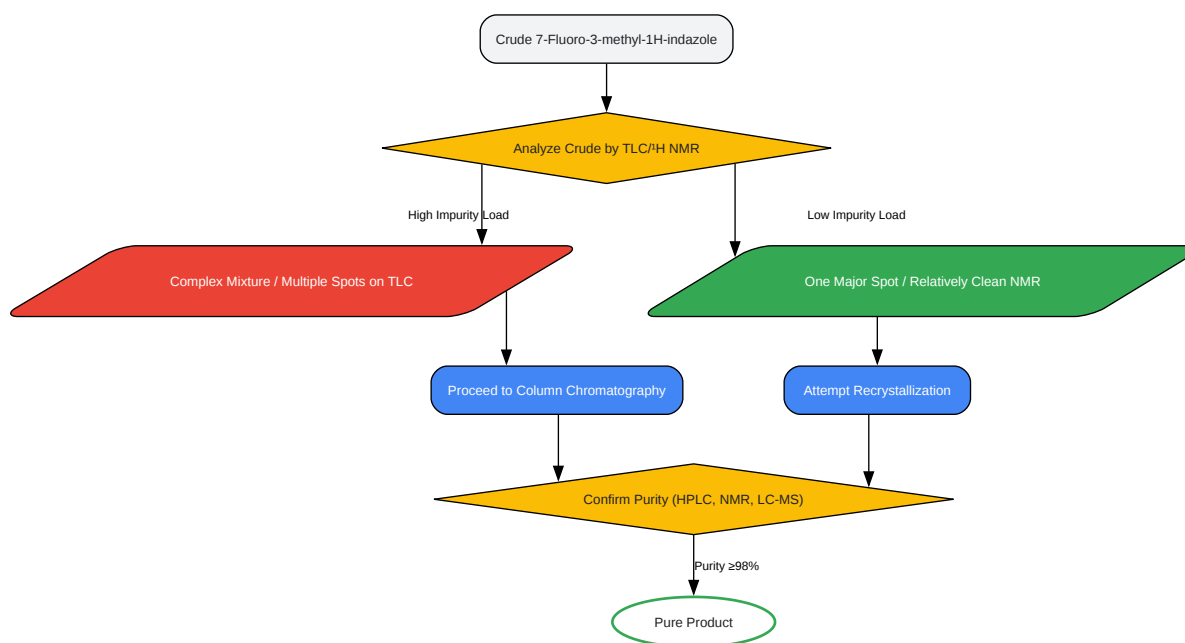 Crude 7-Fluoro-3-methyl-1H-indazole
Analyze Crude by TLC/¹H NMR
High Impurity Load
Low Impurity Load
Complex Mixture / Multiple Spots on TLC
One Major Spot / Relatively Clean NMR
Proceed to Column Chromatography
Attempt Recrystallization
Confirm Purity (HPLC, NMR, LC-MS)
Purity ≥98%
Pure Product